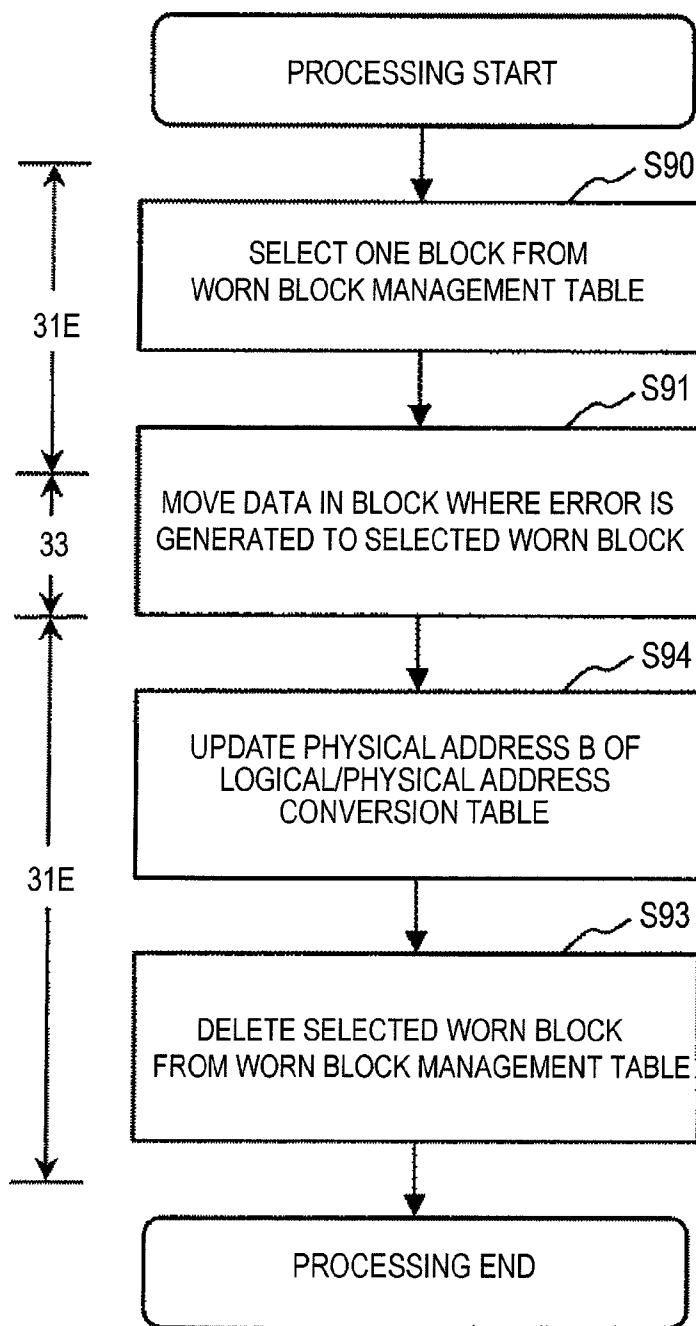 PROCESSING START
S90
SELECT ONE BLOCK FROM
WORN BLOCK MANAGEMENT TABLE
31E
S91
MOVE DATA IN BLOCK WHERE ERROR IS
GENERATED TO SELECTED WORN BLOCK
33
S94
UPDATE PHYSICAL ADDRESS B OF
LOGICAL/PHYSICAL ADDRESS
CONVERSION TABLE
31E
S93
DELETE SELECTED WORN BLOCK
FROM WORN BLOCK MANAGEMENT TABLE
PROCESSING END